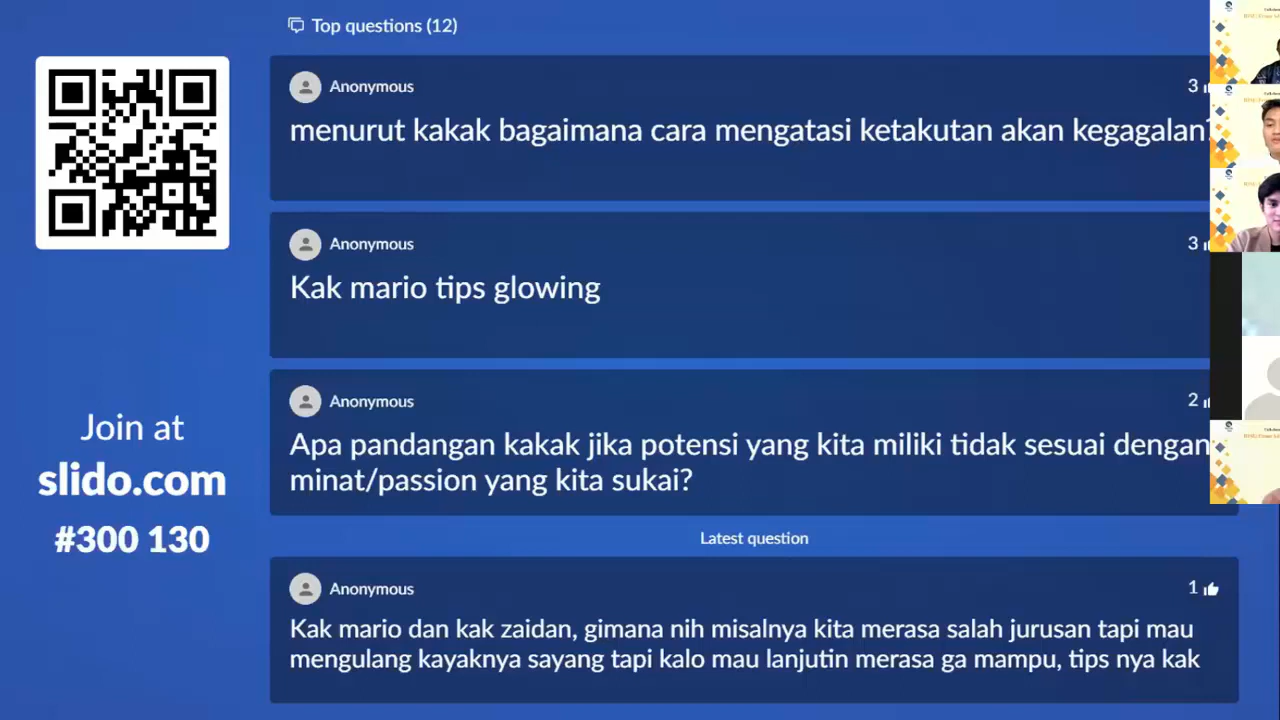 Top questions (12)
Anonymous
3
menurut kakak bagaimana cara mengatasi ketakutan akan kegagalan?
Anonymous
3
Kak mario tips glowing
Anonymous
2
Apa pandangan kakak jika potensi yang kita miliki tidak sesuai dengan
minat/passion yang kita sukai?
Join at
slido.com
#300 130
Latest question
Anonymous
1
Kak mario dan kak zaidan, gimana nih misalnya kita merasa salah jurusan tapi mau
mengulang kayaknya sayang tapi kalo mau lanjutin merasa ga mampu, tips nya kak